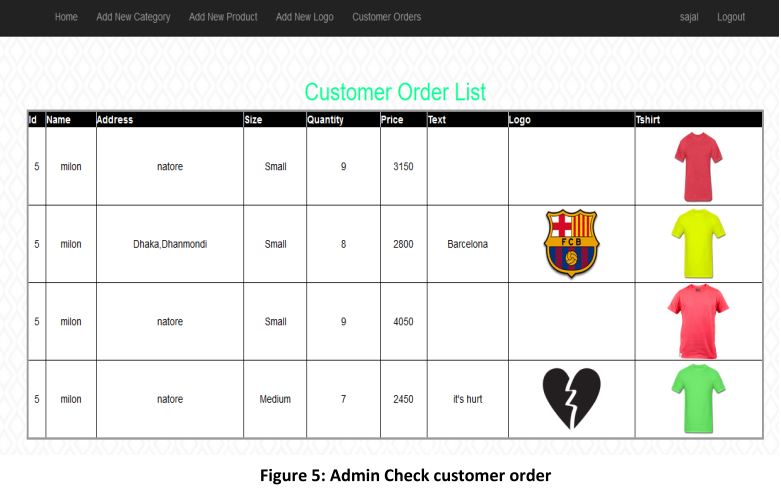 Home Add New Category Add New Product Add New Logo Customer Orders sajal Logout
Customer Order List
Id Name Address Size Quantity Price Text Logo Tshirt
5 milon natore Small 9 3150
5 milon Dhaka,Dhanmondi Small 8 2800 Barcelona FCB
5 milon natore Small 9 4050
5 milon natore Medium 7 2450 it's hurt
Figure 5: Admin Check customer order